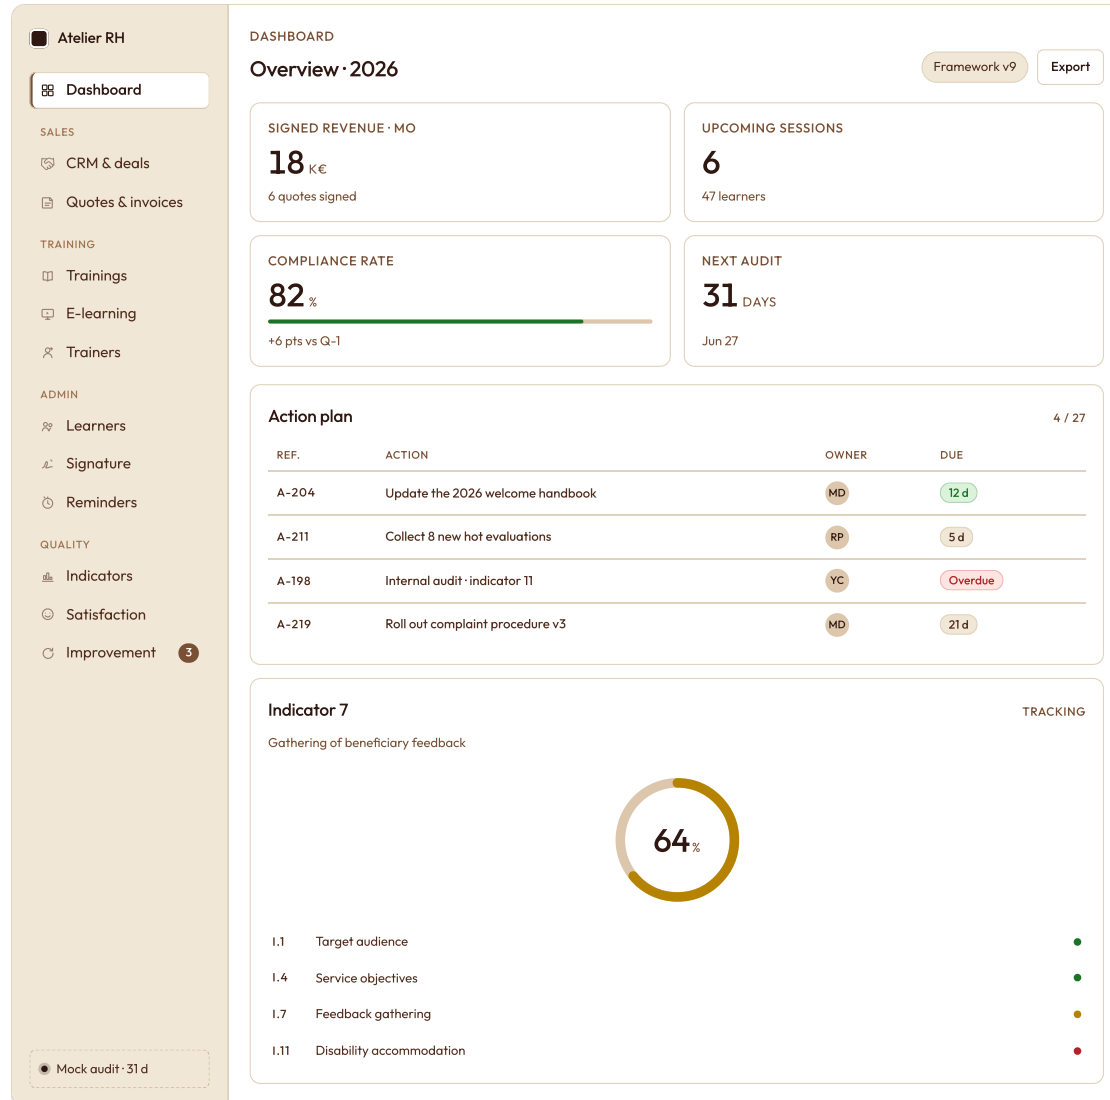 Atelier RH
Dashboard
SALES
CRM & deals
Quotes & invoices
TRAINING
Trainings
E-learning
Trainers
ADMIN
Learners
Signature
Reminders
QUALITY
Indicators
Satisfaction
Improvement 3
Mock audit · 31 d
DASHBOARD
Overview · 2026
Framework v9 Export
SIGNED REVENUE · MO
18 K€
6 quotes signed
UPCOMING SESSIONS
6
47 learners
COMPLIANCE RATE
82 %
+6 pts vs Q-1
NEXT AUDIT
31 DAYS
Jun 27
Action plan 4 / 27
REF. ACTION OWNER DUE
A-204 Update the 2026 welcome handbook MD 12 d
A-211 Collect 8 new hot evaluations RP 5 d
A-198 Internal audit · indicator 11 YC Overdue
A-219 Roll out complaint procedure v3 MD 21 d
Indicator 7 TRACKING
Gathering of beneficiary feedback
64 %
I.1 Target audience
I.4 Service objectives
I.7 Feedback gathering
I.11 Disability accommodation